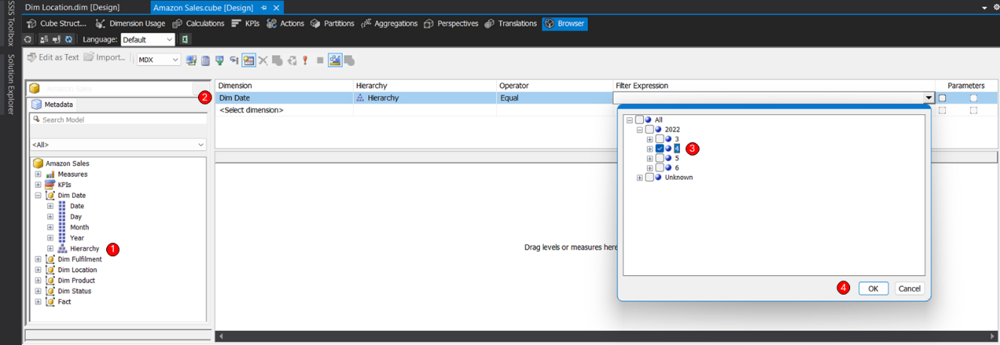 Dim Location.dim [Design] Amazon Sales.cube [Design]
SSIS Toolbox
Solution Explorer
Cube Struct... Dimension Usage Calculations KPIs Actions Partitions Aggregations Perspectives Translations Browser
Language: Default
Edit as Text Import... MDX
Amazon Sales
2
Metadata
Search Model
<All>
Amazon Sales
Measures
KPIs
Dim Date
Date
Day
Month
Year
Hierarchy 1
Dim Fulfilment
Dim Location
Dim Product
Dim Status
Fact
Dimension Hierarchy Operator Filter Expression Parameters
Dim Date Hierarchy Equal
<Select dimension>
All
2022
3
4 3
5
6
Unknown
Drag levels or measures here
4 OK Cancel